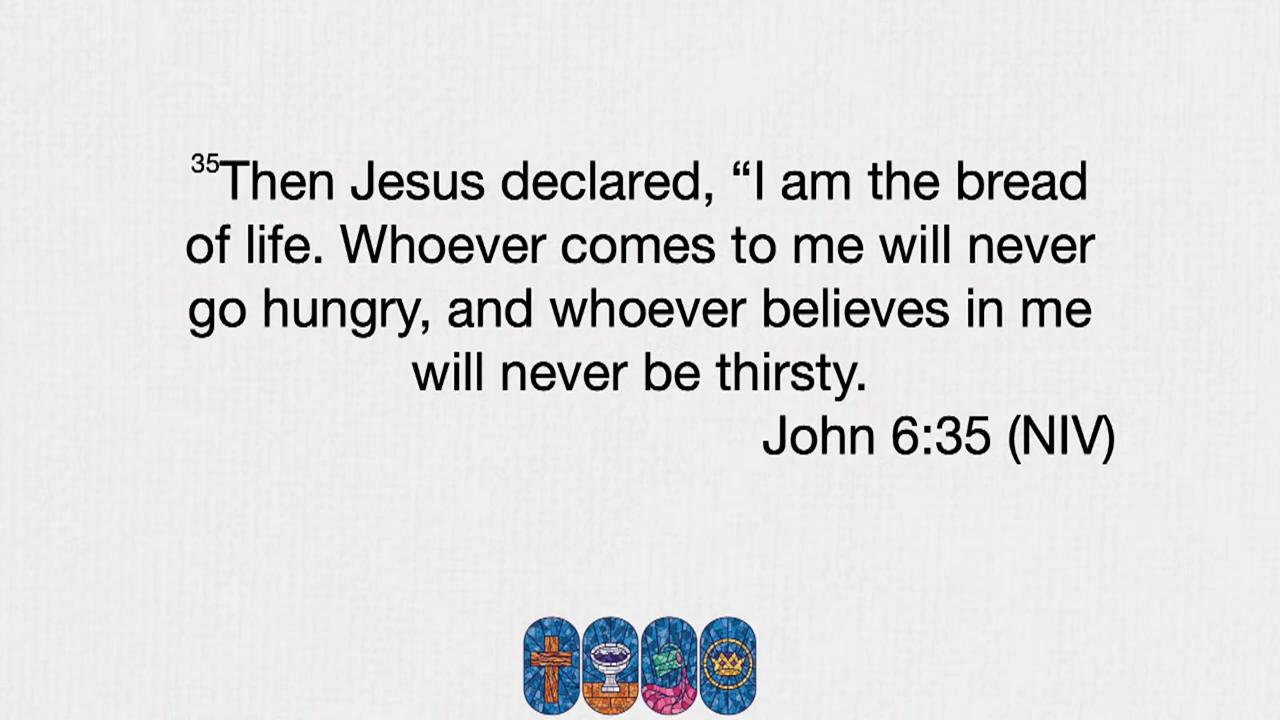 35Then Jesus declared, “I am the bread
of life. Whoever comes to me will never
go hungry, and whoever believes in me
will never be thirsty.
John 6:35 (NIV)